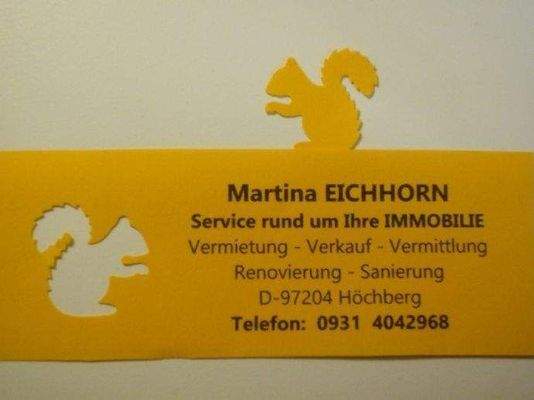 Martina EICHHORN
Service rund um Ihre IMMOBILIE
Vermietung - Verkauf - Vermittlung
Renovierung - Sanierung
D-97204 Höchberg
Telefon: 0931 4042968